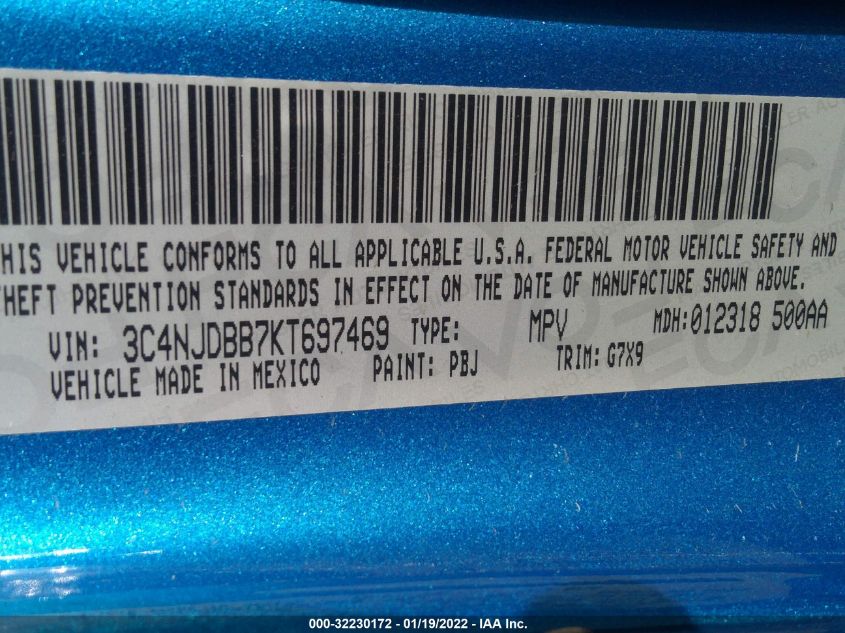 HIS VEHICLE CONFORMS TO ALL APPLICABLE U.S.A. FEDERAL MOTOR VEHICLE SAFETY AND
THEFT PREVENTION STANDARDS IN EFFECT ON THE DATE OF MANUFACTURE SHOWN ABOVE.
VIN: 3C4NJDBB7KT697469 TYPE: MPV MDH:012318 500AA
VEHICLE MADE IN MEXICO PAINT: PBJ TRIM: G7X9
000-32230172 - 01/19/2022 - IAA Inc.